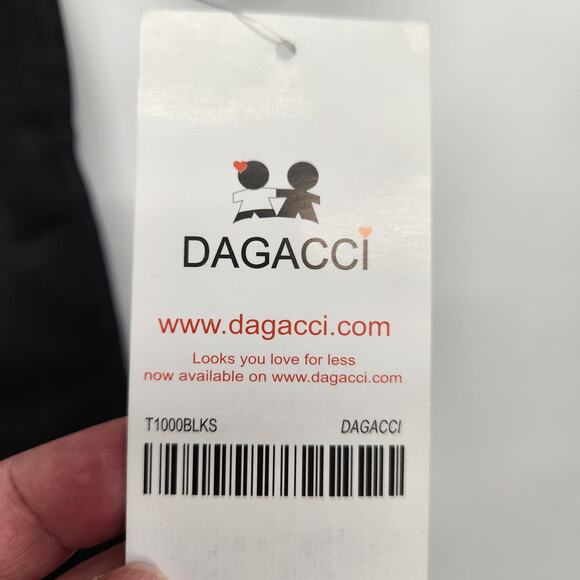 DAGACCI
www.dagacci.com
Looks you love for less
now available on www.dagacci.com
T1000BLKS DAGACCI